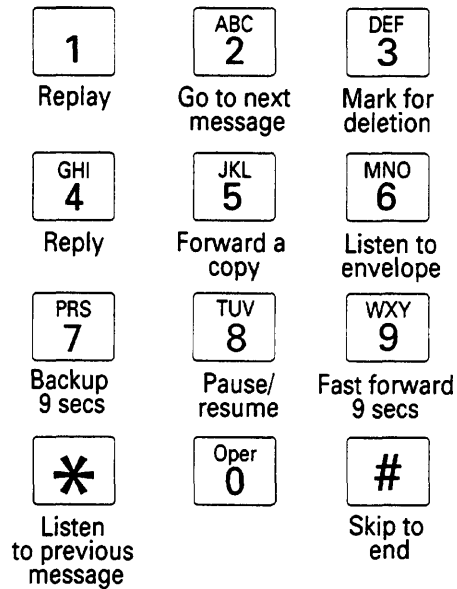 1
Replay
ABC
2
Go to next
message
DEF
3
Mark for
deletion
GHI
4
Reply
JKL
5
Forward a
copy
MNO
6
Listen to
envelope
PRS
7
Backup
9 secs
TUV
8
Pause/
resume
WXY
9
Fast forward
9 secs
*
Listen
to previous
message
Oper
0
#
Skip to
end